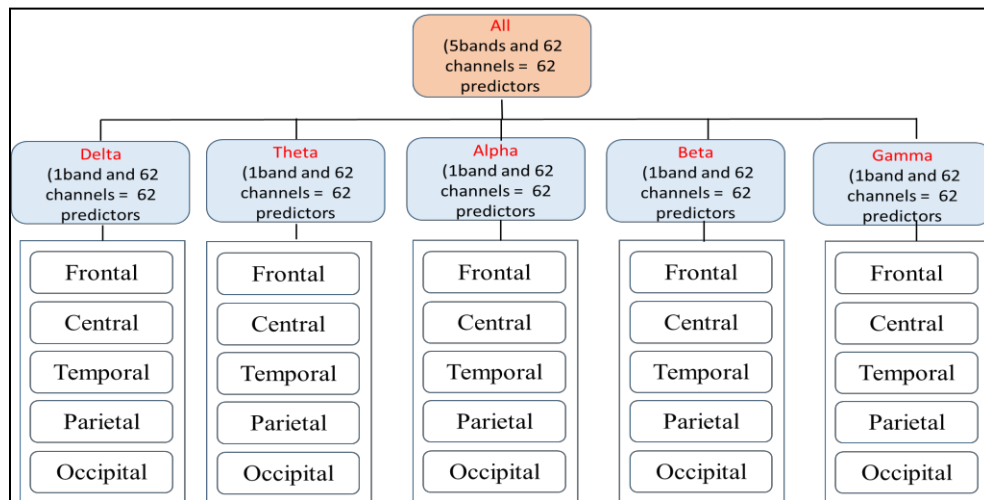 All
(5bands and 62
channels = 62
predictors
Delta
(1band and 62
channels = 62
predictors
Frontal
Central
Temporal
Parietal
Occipital
Theta
(1band and 62
channels = 62
predictors
Frontal
Central
Temporal
Parietal
Occipital
Alpha
(1band and 62
channels = 62
predictors
Frontal
Central
Temporal
Parietal
Occipital
Beta
(1band and 62
channels = 62
predictors
Frontal
Central
Temporal
Parietal
Occipital
Gamma
(1band and 62
channels = 62
predictors
Frontal
Central
Temporal
Parietal
Occipital